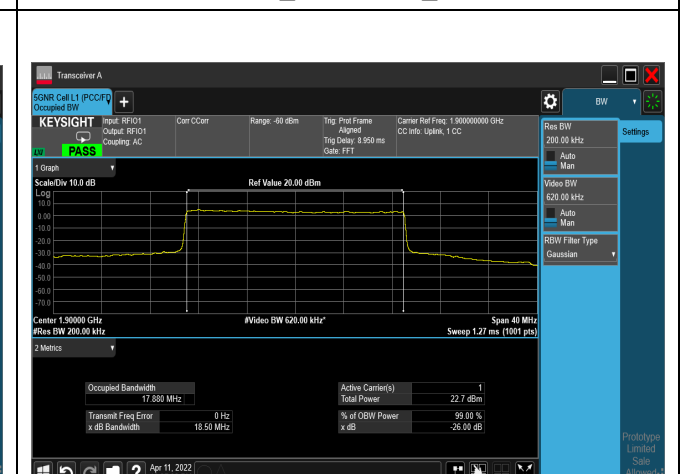 Transceiver A
5GNR Cell L1 (PCC/FD
Occupied BW
BW
KEYSIGHT Input: RFIO1 Corr CCorr Range: -60 dBm Trig: Prot Frame Carrier Ref Freq: 1.900000000 GHz
Output: RFIO1 Aligned CC Info: Uplink, 1 CC
Coupling: AC Trig Delay: 8.950 ms
PASS Gate: FFT
Res BW
200.00 kHz
Auto
Man
Settings
Video BW
620.00 kHz
Auto
Man
RBW Filter Type
Gaussian
1 Graph
Scale/Div 10.0 dB Ref Value 20.00 dBm
Log
10.0
0.00
-10.0
-20.0
-30.0
-40.0
-50.0
-60.0
-70.0
Center 1.90000 GHz #Video BW 620.00 kHz* Span 40 MHz
#Res BW 200.00 kHz Sweep 1.27 ms (1001 pts)
2 Metrics
Occupied Bandwidth
17.880 MHz
Active Carrier(s) 1
Total Power 22.7 dBm
Transmit Freq Error 0 Hz
x dB Bandwidth 18.50 MHz
% of OBW Power 99.00 %
x dB -26.00 dB
Prototype
Limited
Sale
Allowed
Apr 11, 2022